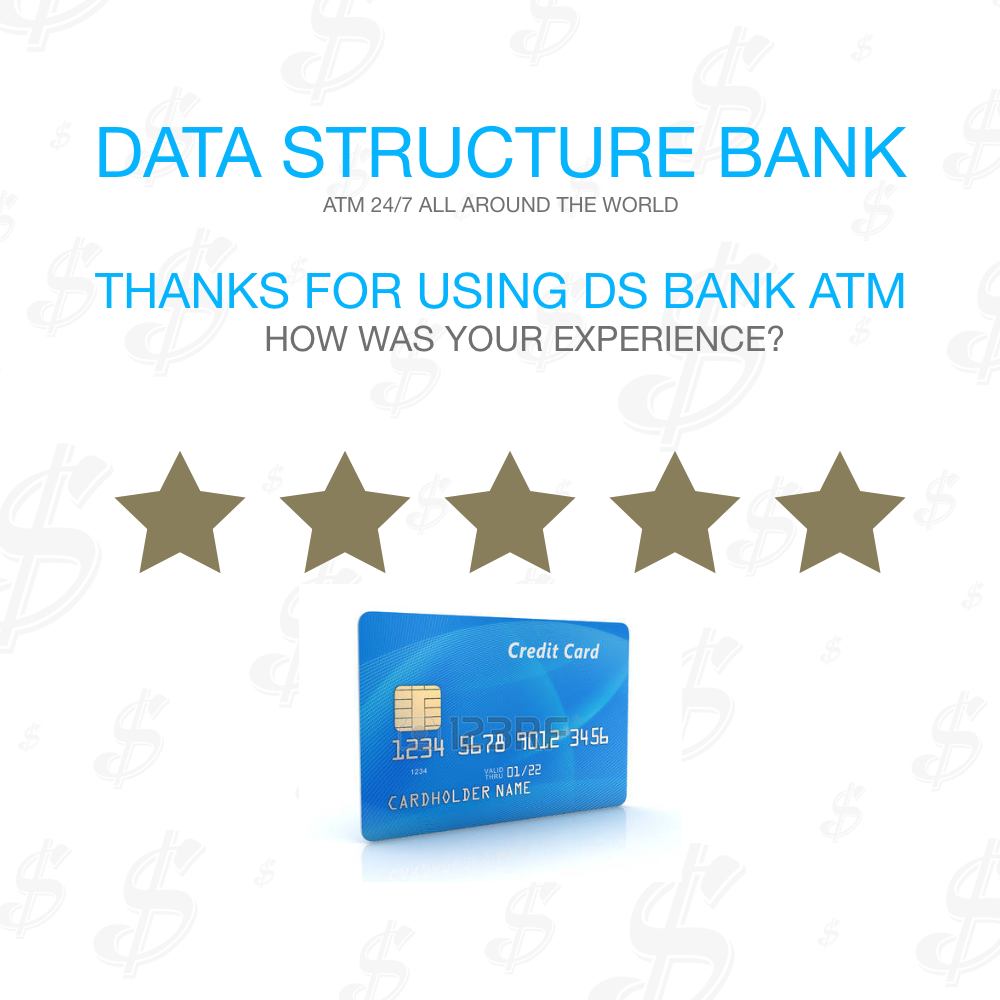 DATA STRUCTURE BANK
ATM 24/7 ALL AROUND THE WORLD
THANKS FOR USING DS BANK ATM
HOW WAS YOUR EXPERIENCE?
Credit Card
123RF
1234 5678 9012 3456
1234 VALID THRU 01/22
CARDHOLDER NAME